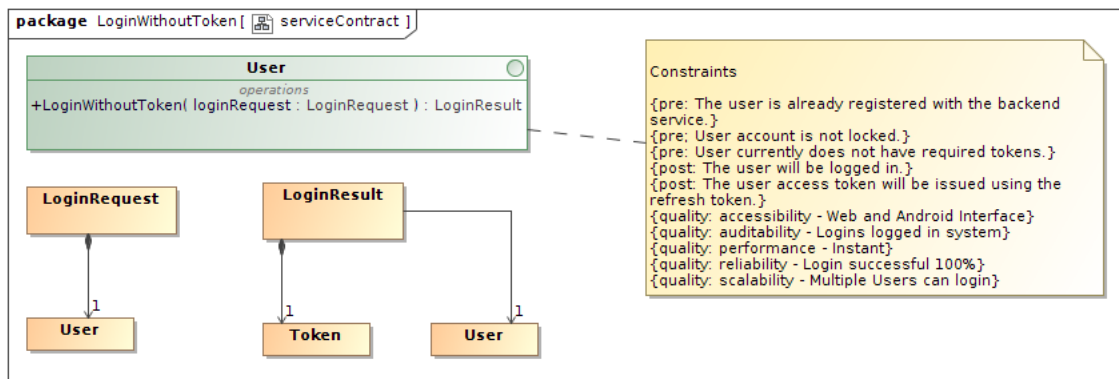 package LoginWithoutToken [ serviceContract ]
User
operations
+LoginWithoutToken( loginRequest : LoginRequest ) : LoginResult
Constraints
{pre: The user is already registered with the backend
service.}
{pre; User account is not locked.}
{pre: User currently does not have required tokens.}
{post: The user will be logged in.}
{post: The user access token will be issued using the
refresh token.}
{quality: accessibility - Web and Android Interface}
{quality: auditability - Logins logged in system}
{quality: performance - Instant}
{quality: reliability - Login successful 100%}
{quality: scalability - Multiple Users can login}
LoginRequest
LoginResult
1
1
1
User
Token
User